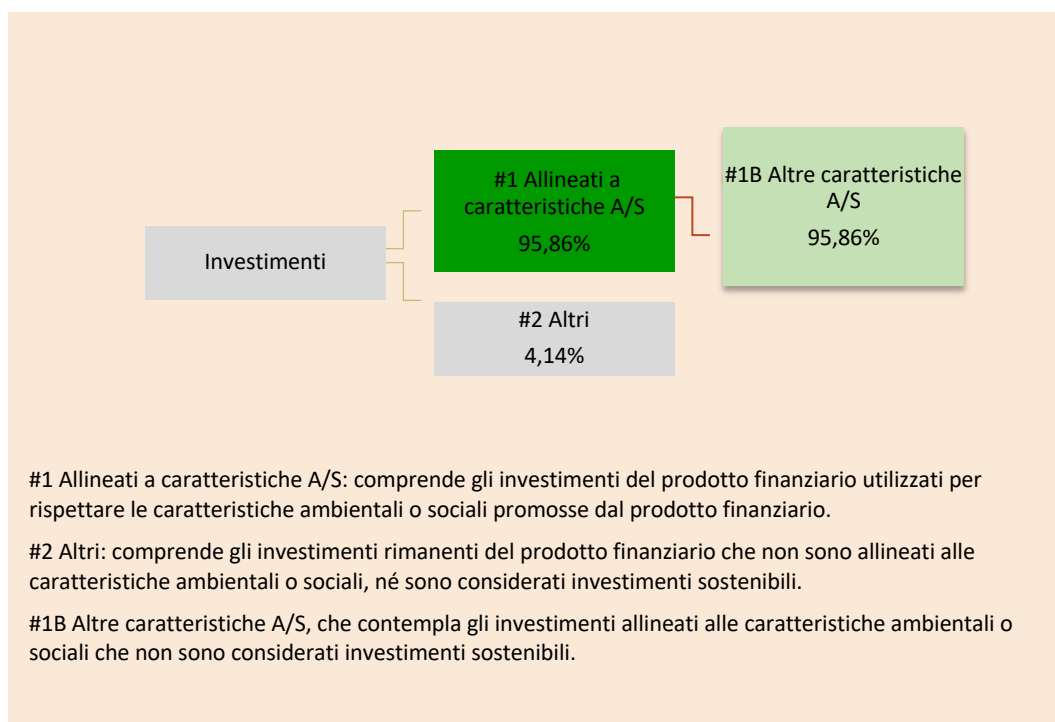 #1 Allineati a
caratteristiche A/S
95,86%
#1B Altre caratteristiche
A/S
95,86%
Investimenti
#2 Altri
4,14%
#1 Allineati a caratteristiche A/S: comprende gli investimenti del prodotto finanziario utilizzati per
rispettare le caratteristiche ambientali o sociali promosse dal prodotto finanziario.
#2 Altri: comprende gli investimenti rimanenti del prodotto finanziario che non sono allineati alle
caratteristiche ambientali o sociali, né sono considerati investimenti sostenibili.
#1B Altre caratteristiche A/S, che contempla gli investimenti allineati alle caratteristiche ambientali o
sociali che non sono considerati investimenti sostenibili.